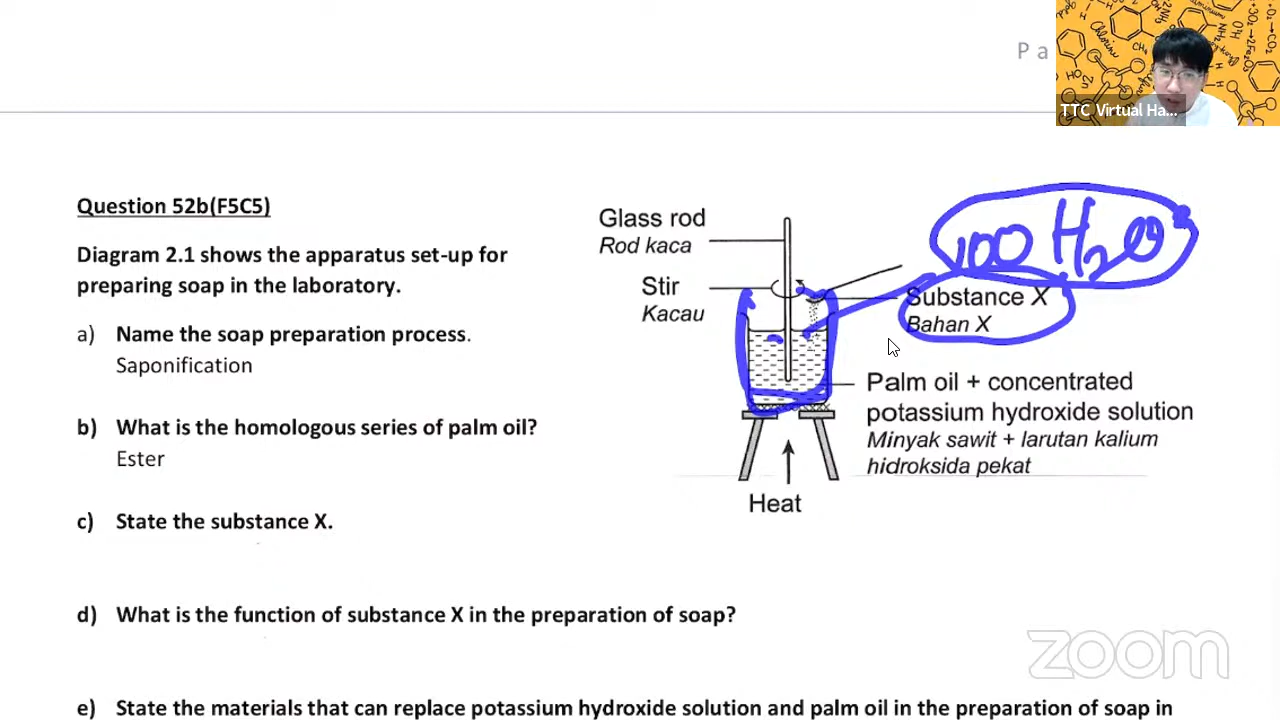 P a
TTC Virtual Ha...
Question 52b(F5C5)
Diagram 2.1 shows the apparatus set-up for
preparing soap in the laboratory.
a) Name the soap preparation process.
Saponification
b) What is the homologous series of palm oil?
Ester
c) State the substance X.
d) What is the function of substance X in the preparation of soap?
e) State the materials that can replace potassium hydroxide solution and palm oil in the preparation of soap in
Glass rod
Rod kaca
Stir
Kacau
100 H2O
Substance X
Bahan X
Palm oil + concentrated
potassium hydroxide solution
Minyak sawit + larutan kalium
hidroksida pekat
Heat
zoom